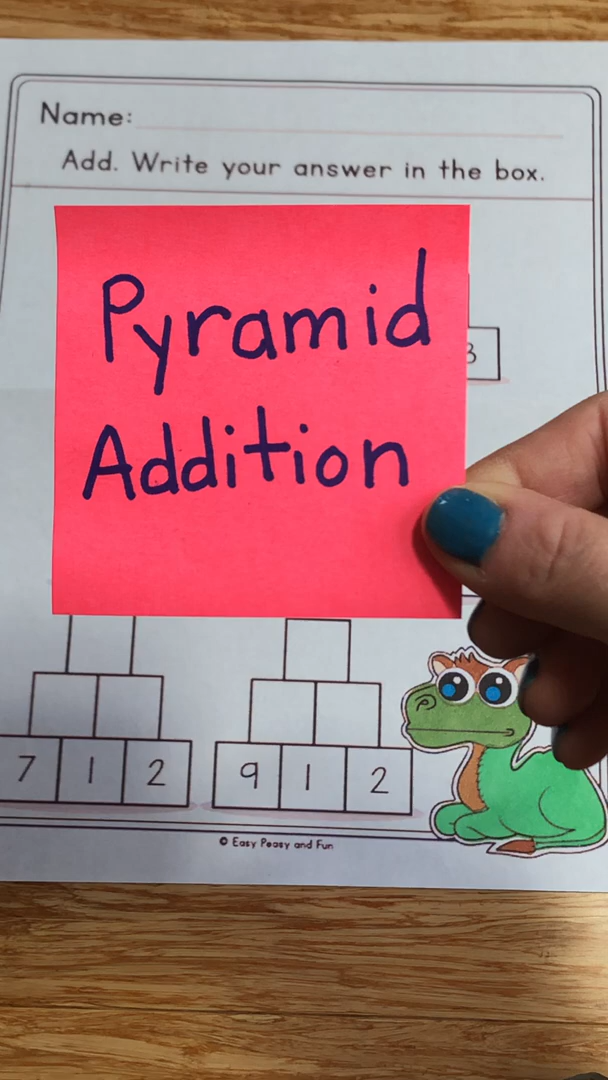 Name:
Add. Write your answer in the box.
Pyramid
Addition
3
7 1 2 9 1 2
© Easy Peasy and Fun